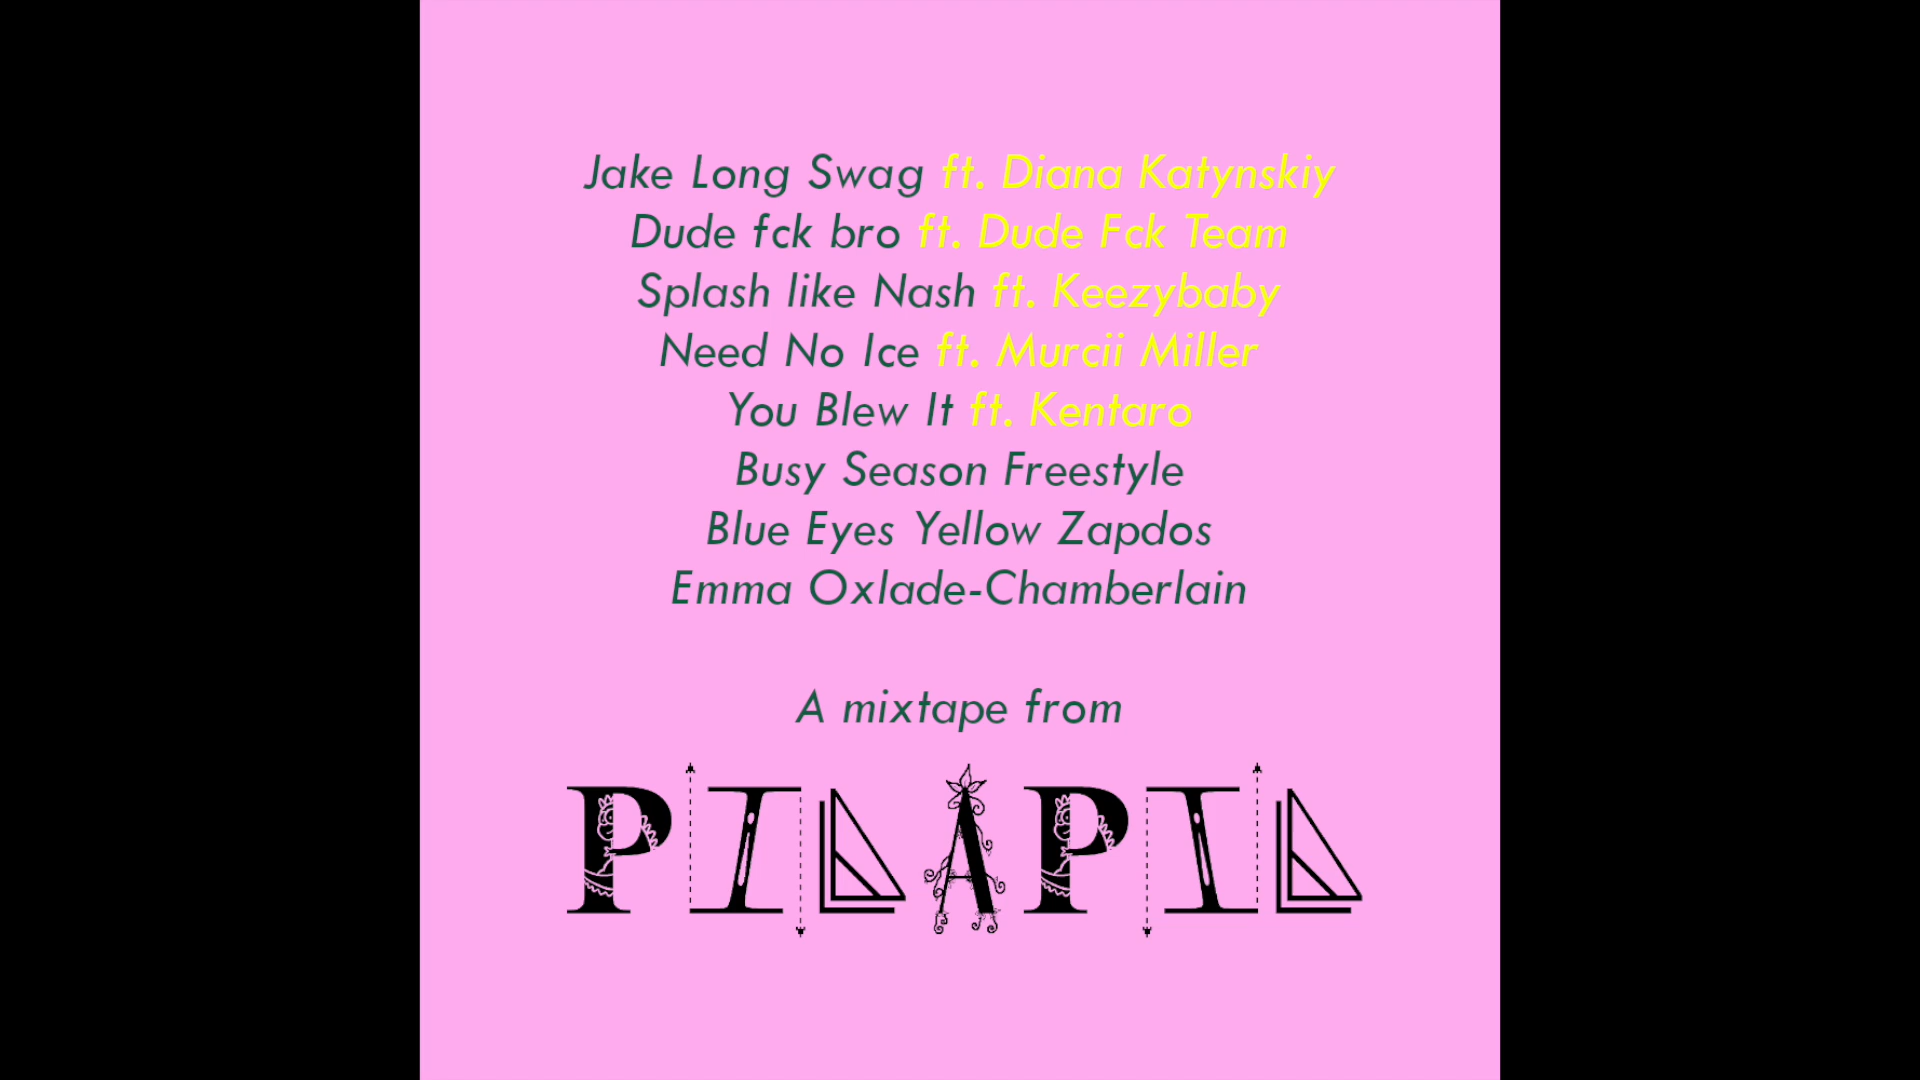 Jake Long Swag ft. Diana Katynskiy
Dude fck bro ft. Dude Fck Team
Splash like Nash ft. Keezybaby
Need No Ice ft. Murcii Miller
You Blew It ft. Kentaro
Busy Season Freestyle
Blue Eyes Yellow Zapdos
Emma Oxlade-Chamberlain
A mixtape from